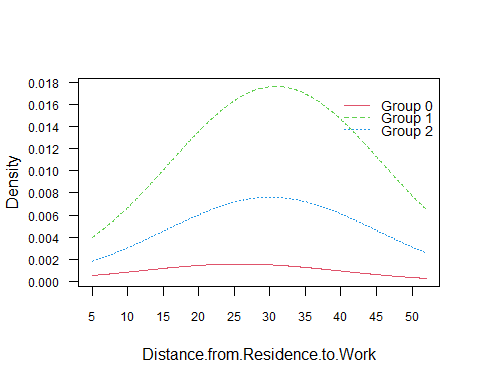 0.018
0.016
0.014
0.012
0.010
0.008
0.006
0.004
0.002
0.000
Density
Group 0
Group 1
Group 2
5 10 15 20 25 30 35 40 45 50
Distance.from.Residence.to.Work